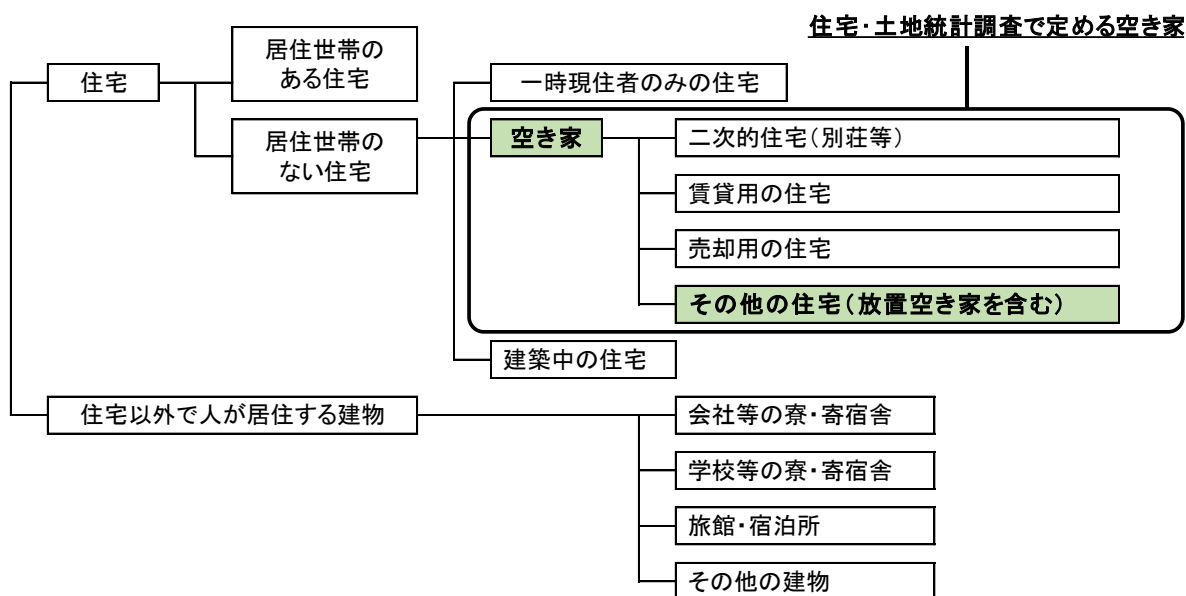 住宅・土地統計調査で定める空き家
住宅
居住世帯の
ある住宅
居住世帯の
ない住宅
一時現住者のみの住宅
空き家
二次的住宅(別荘等)
賃貸用の住宅
売却用の住宅
その他の住宅(放置空き家を含む)
建築中の住宅
住宅以外で人が居住する建物
会社等の寮・寄宿舎
学校等の寮・寄宿舎
旅館・宿泊所
その他の建物